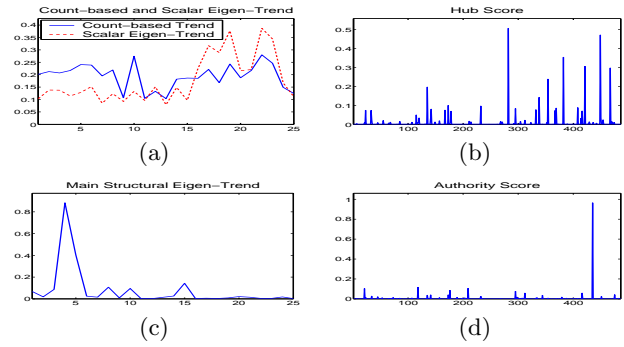 Count-based and Scalar Eigen-Trend
Count-based Trend
Scalar Eigen-Trend
0.35
0.3
0.25
0.2
0.15
0.1
0.05
0
5 10 15 20 25
(a)
Hub Score
0.5
0.4
0.3
0.2
0.1
0
100 200 300 400
(b)
Main Structural Eigen-Trend
0.8
0.6
0.4
0.2
0
5 10 15 20 25
(c)
Authority Score
1
0.8
0.6
0.4
0.2
0
100 200 300 400
(d)